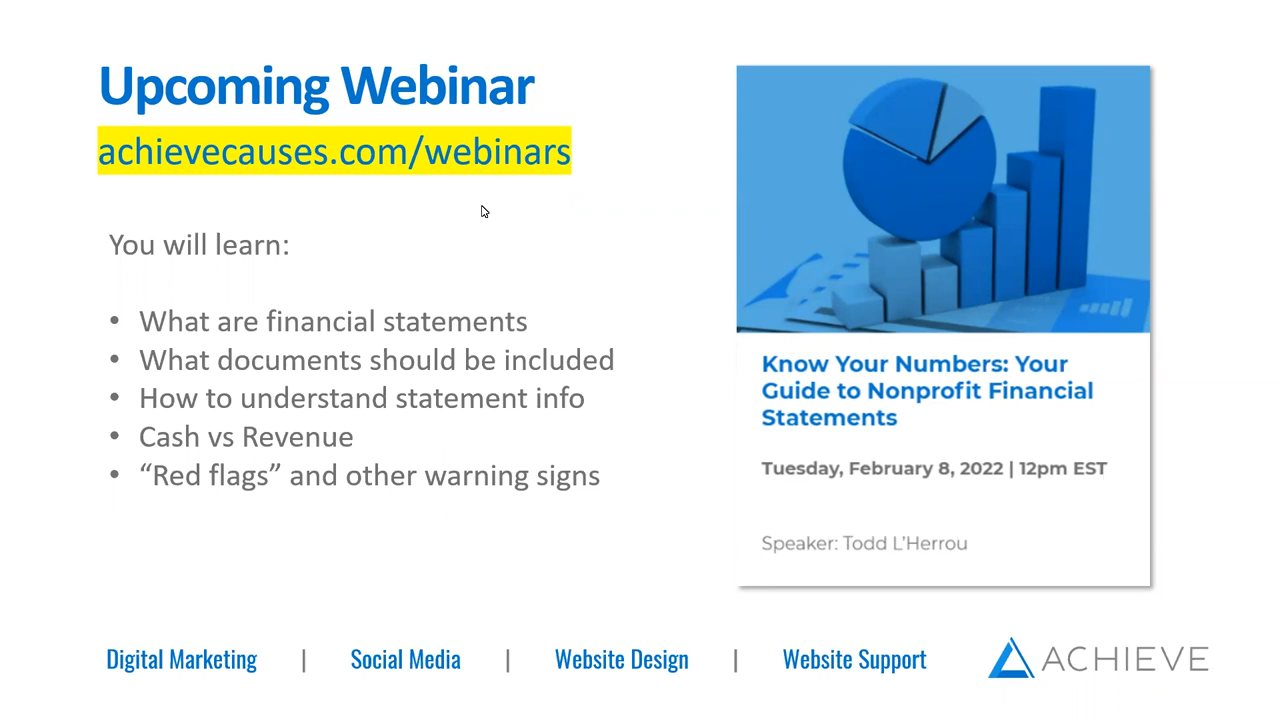 Upcoming Webinar
achievecauses.com/webinars
You will learn:
• What are financial statements
• What documents should be included
• How to understand statement info
• Cash vs Revenue
• “Red flags” and other warning signs
Know Your Numbers: Your
Guide to Nonprofit Financial
Statements
Tuesday, February 8, 2022 | 12pm EST
Speaker: Todd L’Herrou
Digital Marketing | Social Media | Website Design | Website Support
ACHIEVE